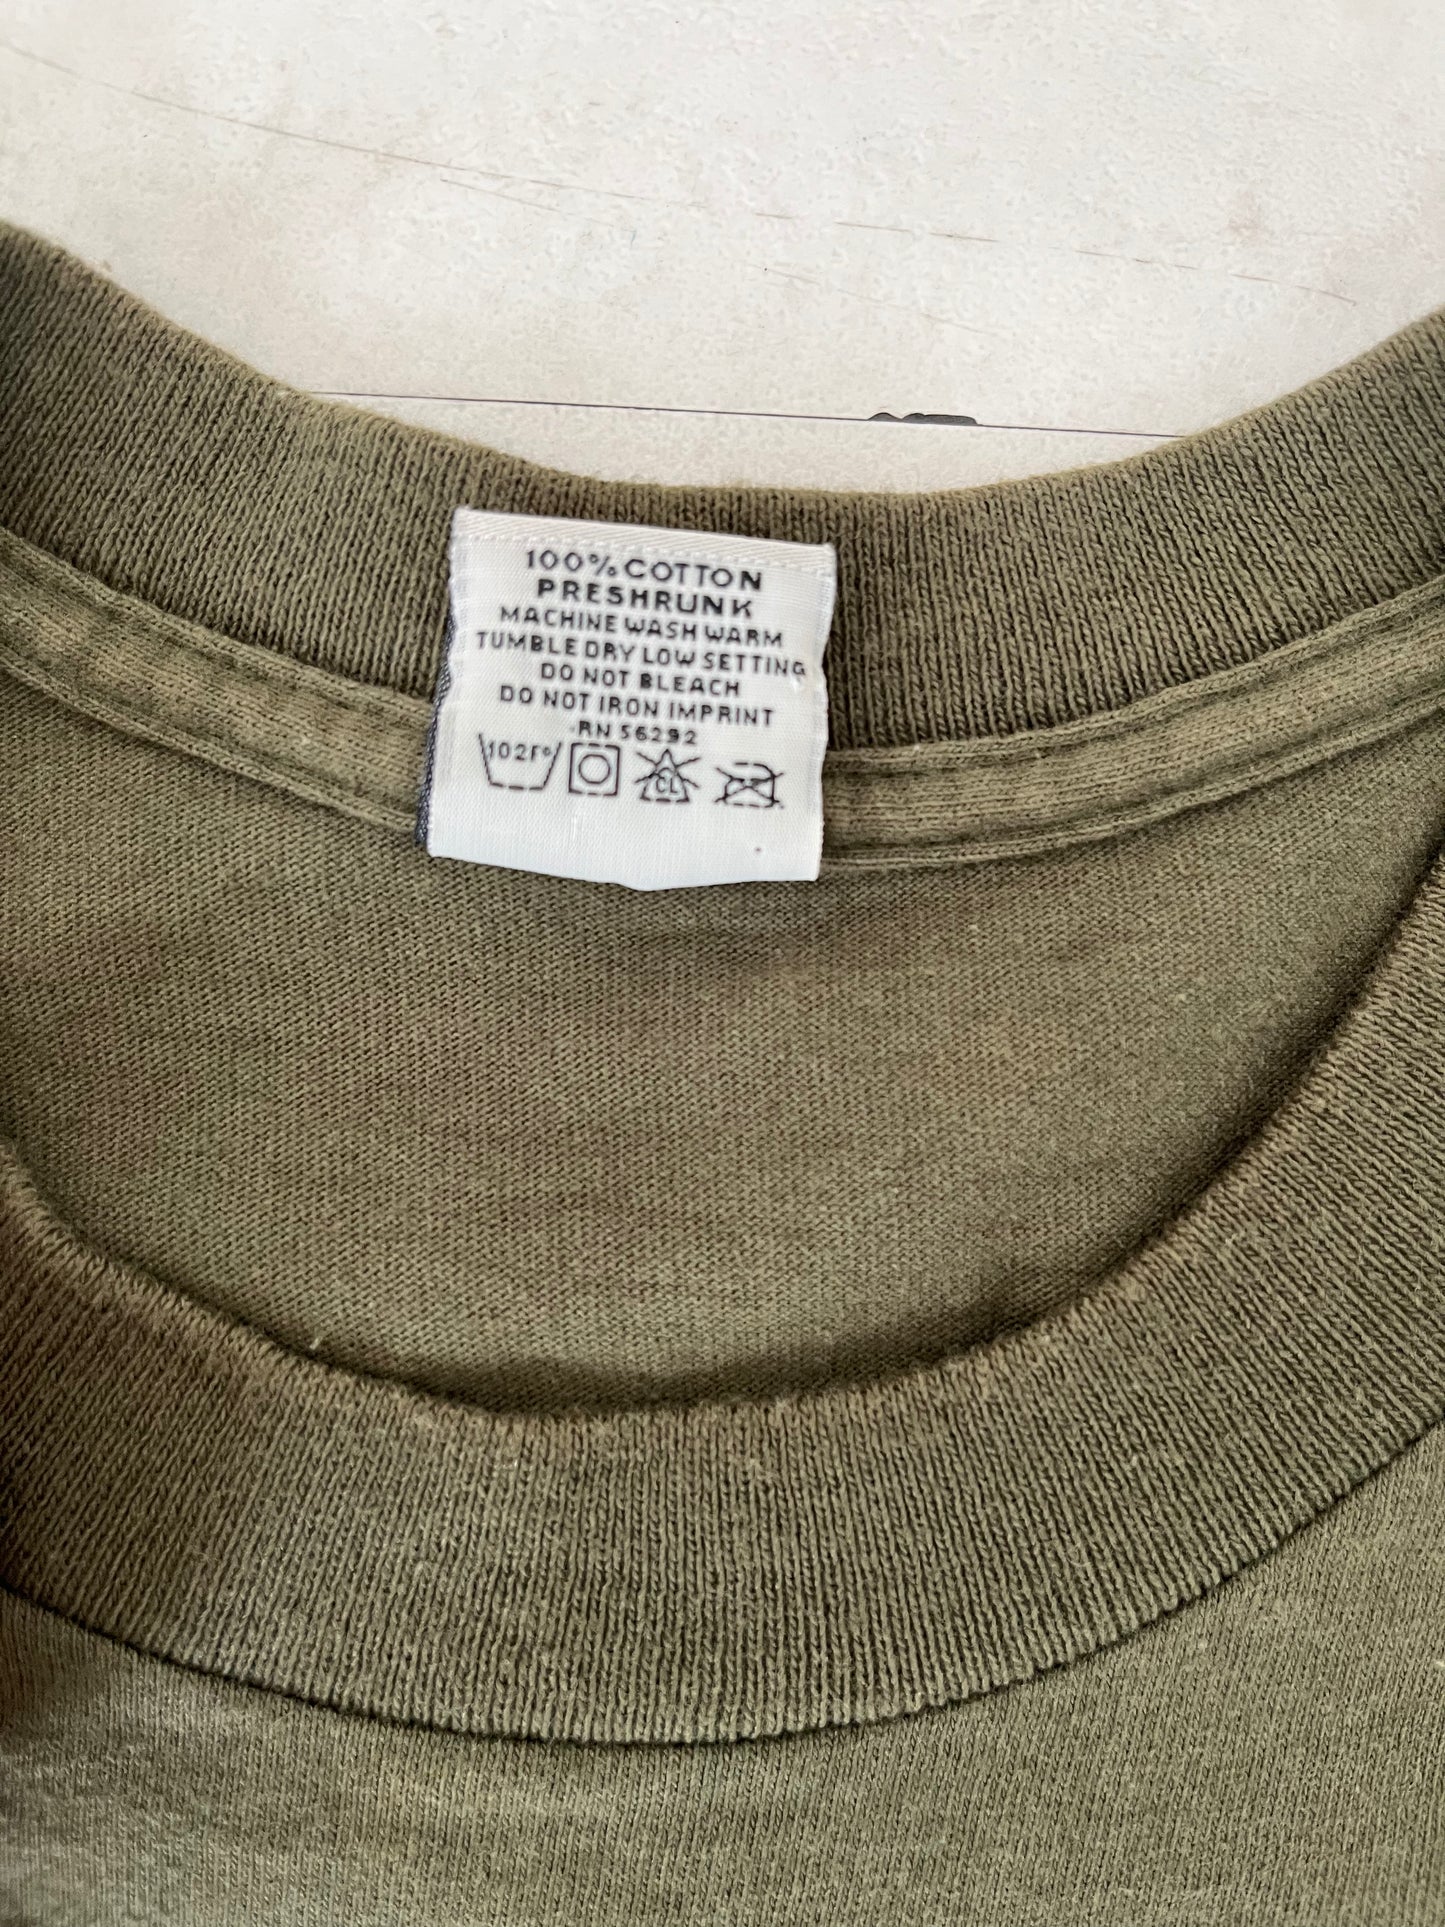 100% COTTON
PRESHRUNK
MACHINE WASH WARM
TUMBLE DRY LOW SETTING
DO NOT BLEACH
DO NOT IRON IMPRINT
RN 56292
102F° CL